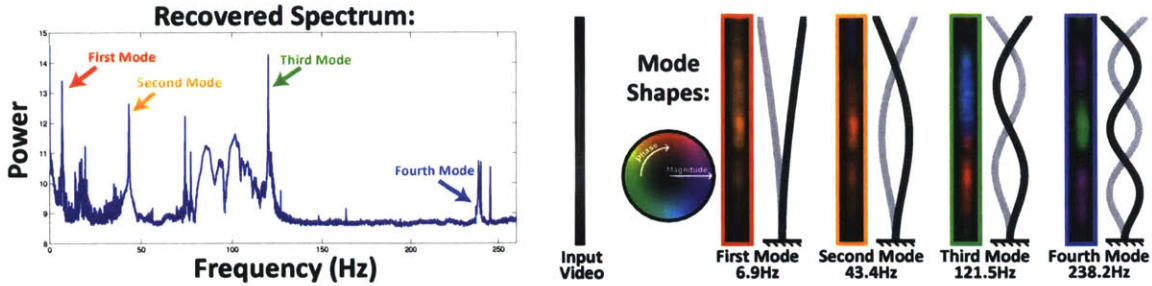 Recovered Spectrum:
15
14
13
12
11
10
9
8
Power
First Mode
Second Mode
Third Mode
Fourth Mode
0
50
100
150
200
250
Frequency (Hz)
Input
Video
Mode
Shapes:
Phase
Magnitude
First Mode
6.9Hz
Second Mode
43.4Hz
Third Mode
121.5Hz
Fourth Mode
238.2Hz